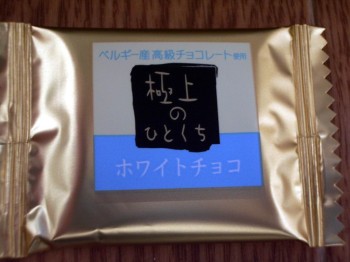 ベルギー産高級チョコレート使用
極上
の
ひとくち
ホワイトチョコ